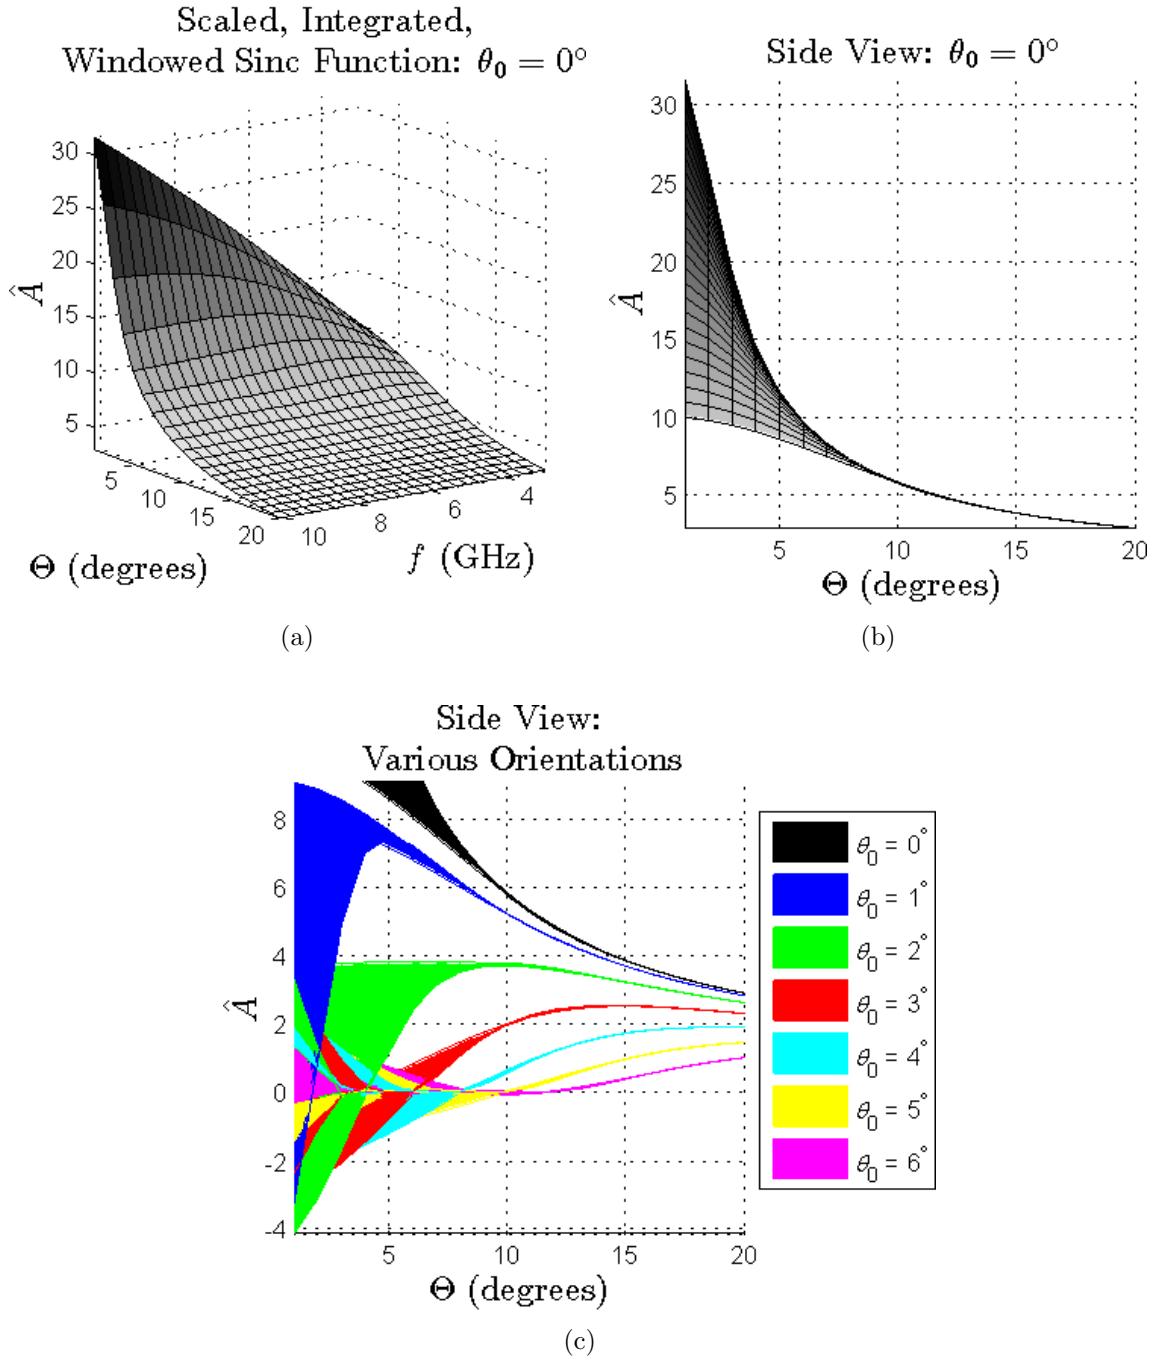 Scaled, Integrated,
Windowed Sinc Function: θ₀ = 0°
30
25
20
15
10
5
Â
5
10
15
20
10
8
6
4
Θ (degrees)
f (GHz)
(a)
Side View: θ₀ = 0°
30
25
20
15
10
5
Â
5
10
15
20
Θ (degrees)
(b)
Side View:
Various Orientations
8
6
4
2
0
-2
-4
Â
5
10
15
20
Θ (degrees)
θ₀ = 0°
θ₀ = 1°
θ₀ = 2°
θ₀ = 3°
θ₀ = 4°
θ₀ = 5°
θ₀ = 6°
(c)